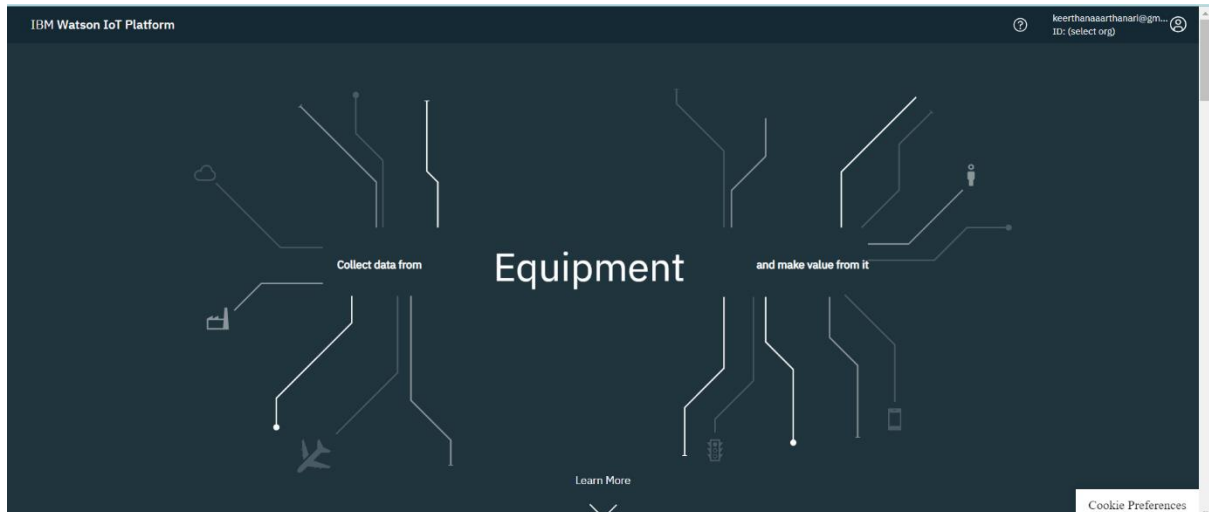 IBM Watson IoT Platform
keerthanaaarthanari@gm...
ID: (select org)
Collect data from
Equipment
and make value from it
Learn More
Cookie Preferences